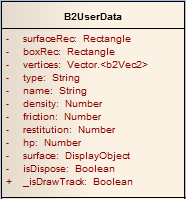 B2UserData
- surfaceRec: Rectangle
- boxRec: Rectangle
- vertices: Vector.<b2Vec2>
- type: String
- name: String
- density: Number
- friction: Number
- restitution: Number
- hp: Number
- surface: DisplayObject
- isDispose: Boolean
+ _isDrawTrack: Boolean